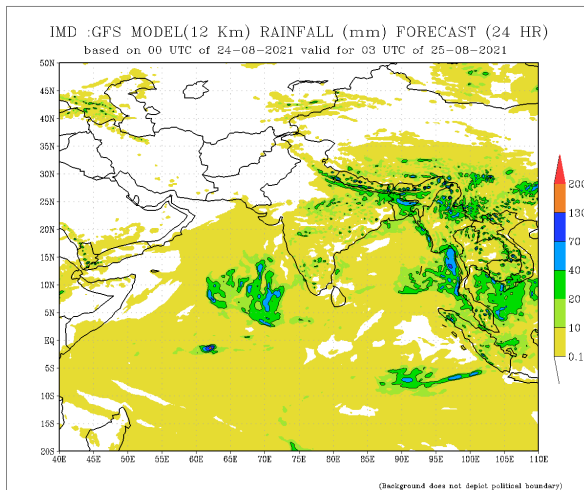 IMD :GFS MODEL(12 Km) RAINFALL (mm) FORECAST (24 HR)
based on 00 UTC of 24-08-2021 valid for 03 UTC of 25-08-2021
50N
45N
40N
35N
30N
25N
20N
15N
10N
5N
EQ
5S
10S
15S
20S
40E 45E 50E 55E 60E 65E 70E 75E 80E 85E 90E 95E 100E 105E 110E
200
130
70
40
20
10
0.1
(Background does not depict political boundary)